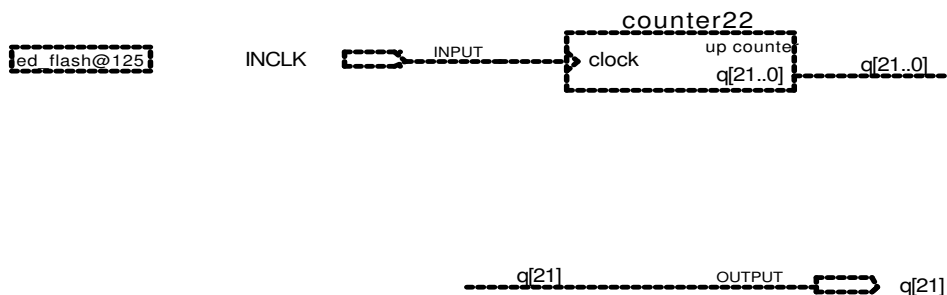 counter22
ed_flash@125
INCLK
INPUT
clock
up counter
q[21..0]
q[21..0]
q[21]
OUTPUT
q[21]